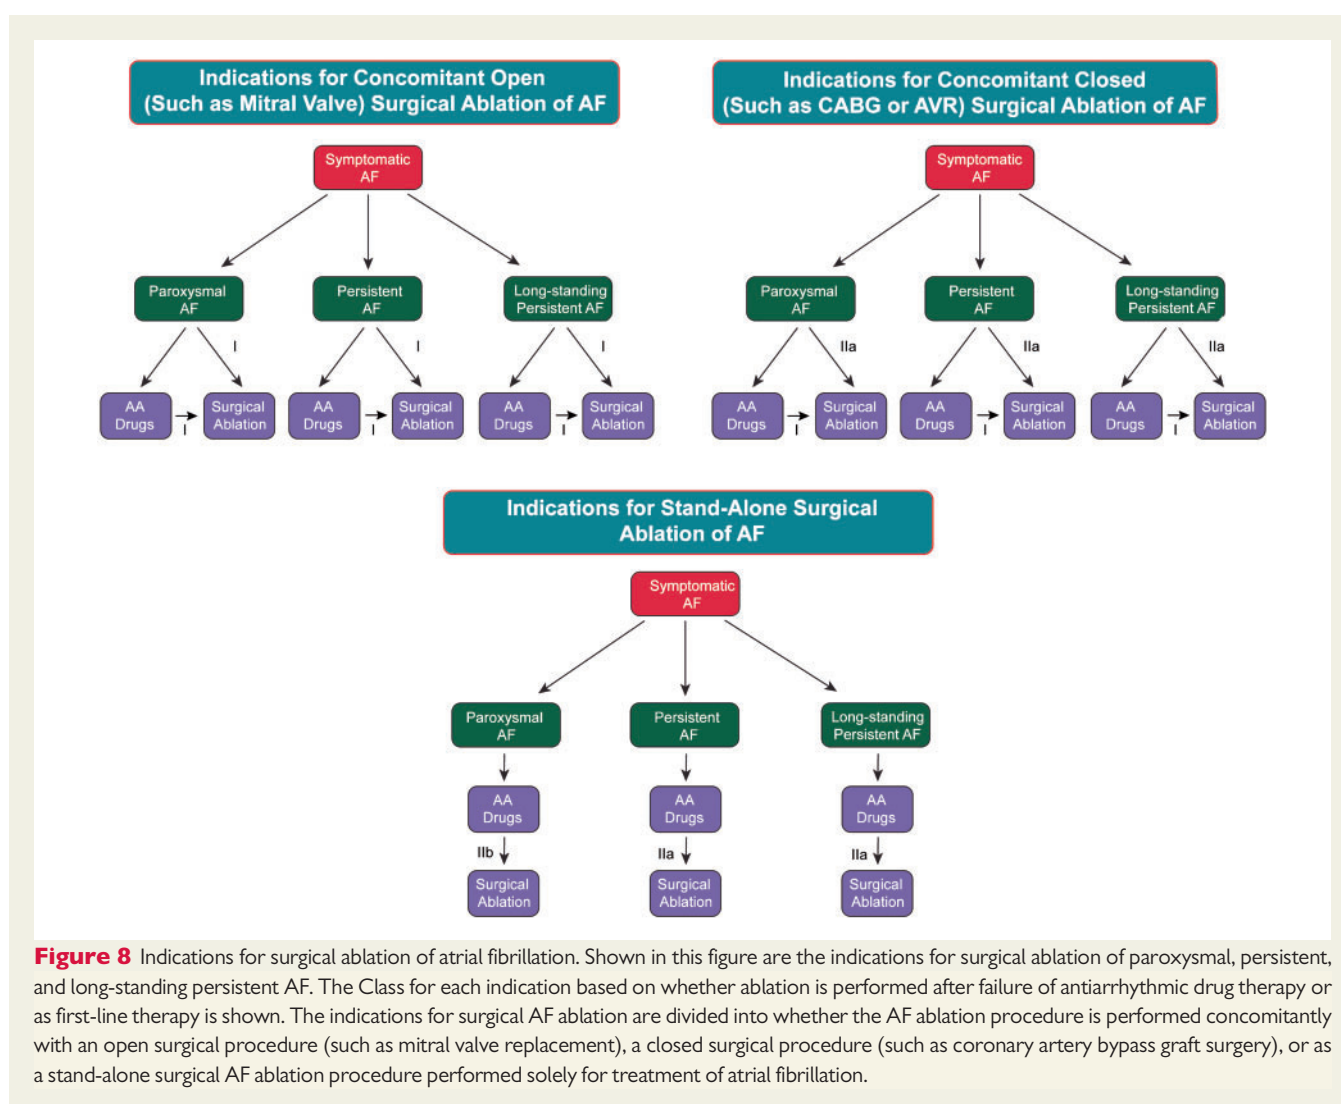 Indications for Concomitant Open
(Such as Mitral Valve) Surgical Ablation of AF
Symptomatic
AF
Paroxysmal
AF
Persistent
AF
Long-standing
Persistent AF
I
I
I
AA
Drugs
I
Surgical
Ablation
AA
Drugs
I
Surgical
Ablation
AA
Drugs
I
Surgical
Ablation
Indications for Concomitant Closed
(Such as CABG or AVR) Surgical Ablation of AF
Symptomatic
AF
Paroxysmal
AF
Persistent
AF
Long-standing
Persistent AF
IIa
IIa
IIa
AA
Drugs
I
Surgical
Ablation
AA
Drugs
I
Surgical
Ablation
AA
Drugs
I
Surgical
Ablation
Indications for Stand-Alone Surgical
Ablation of AF
Symptomatic
AF
Paroxysmal
AF
Persistent
AF
Long-standing
Persistent AF
AA
Drugs
AA
Drugs
AA
Drugs
IIb
IIa
IIa
Surgical
Ablation
Surgical
Ablation
Surgical
Ablation
Figure 8 Indications for surgical ablation of atrial fibrillation. Shown in this figure are the indications for surgical ablation of paroxysmal, persistent,
and long-standing persistent AF. The Class for each indication based on whether ablation is performed after failure of antiarrhythmic drug therapy or
as first-line therapy is shown. The indications for surgical AF ablation are divided into whether the AF ablation procedure is performed concomitantly
with an open surgical procedure (such as mitral valve replacement), a closed surgical procedure (such as coronary artery bypass graft surgery), or as
a stand-alone surgical AF ablation procedure performed solely for treatment of atrial fibrillation.